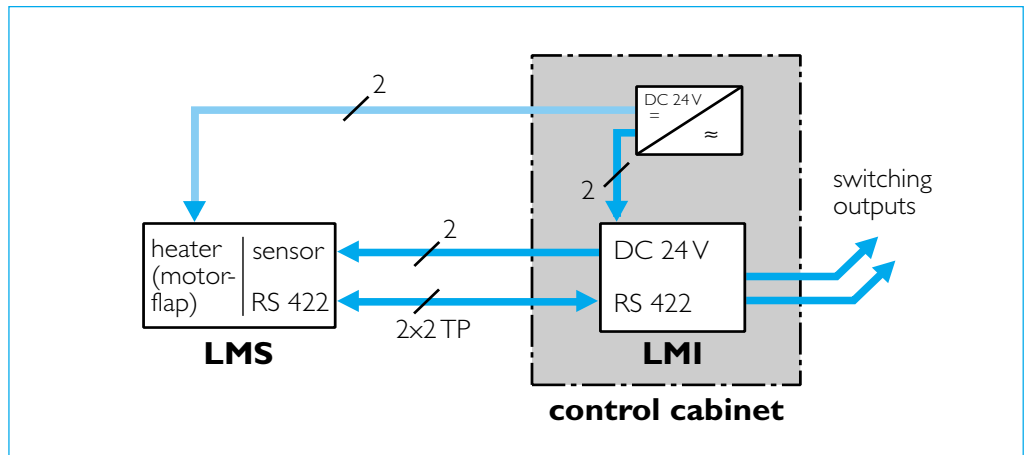 2
DC 24 V
=
≈
2
switching
outputs
heater
(motor-
flap)
sensor
RS 422
2
2x2 TP
DC 24 V
RS 422
LMS
LMI
control cabinet